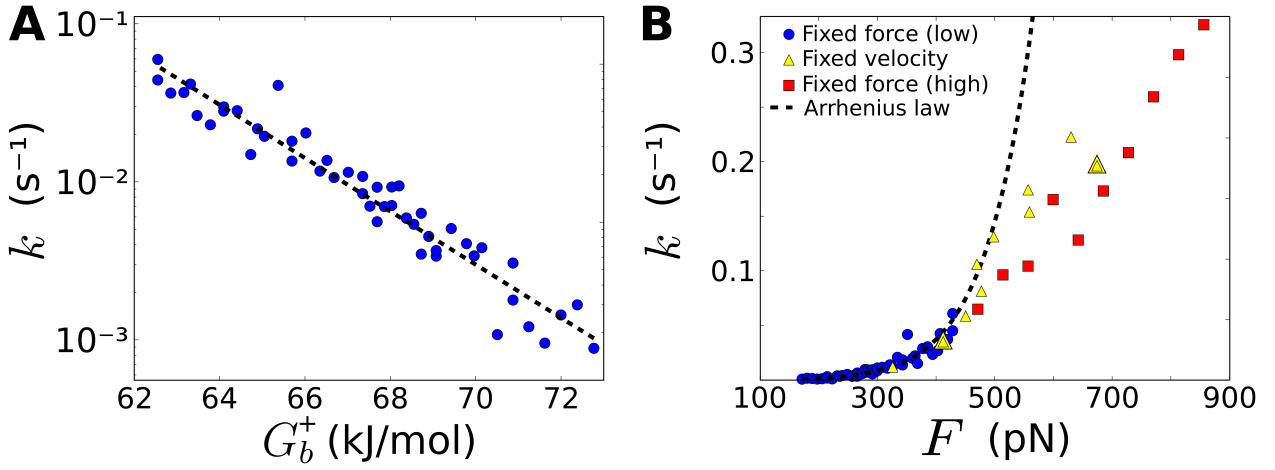 A
B
10⁻¹
10⁻²
10⁻³
k (s⁻¹)
62 64 66 68 70 72
G_b^+ (kJ/mol)
Fixed force (low)
Fixed velocity
Fixed force (high)
Arrhenius law
0.3
0.2
0.1
k (s⁻¹)
100 300 400 500 700 900
F (pN)